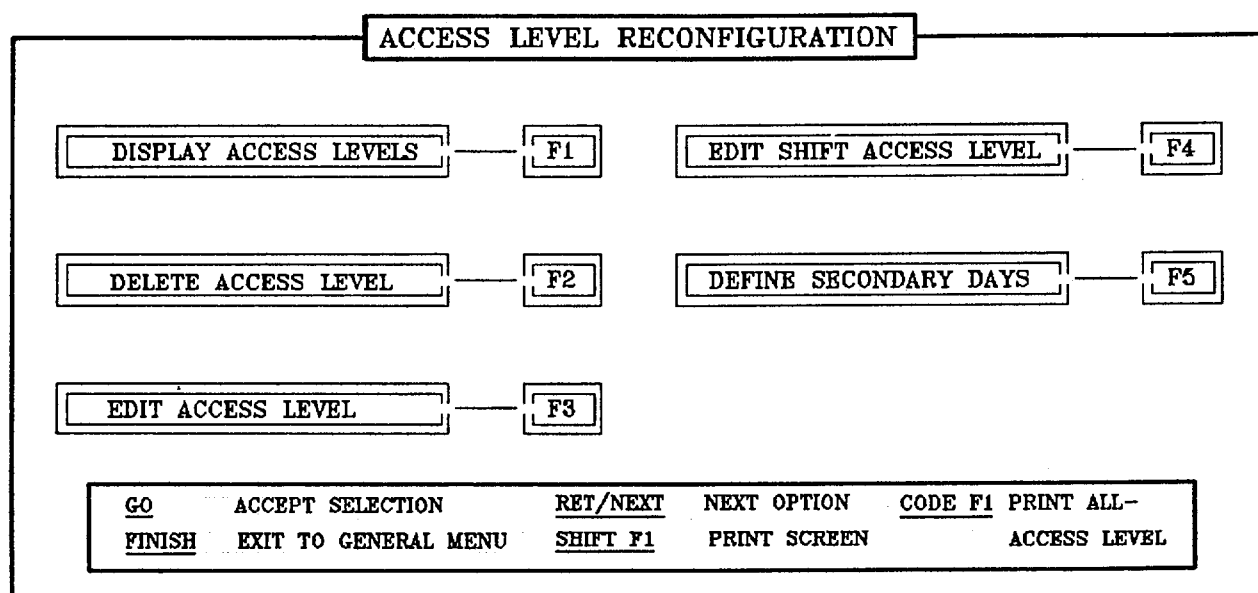 ACCESS LEVEL RECONFIGURATION
DISPLAY ACCESS LEVELS F1
EDIT SHIFT ACCESS LEVEL F4
DELETE ACCESS LEVEL F2
DEFINE SECONDARY DAYS F5
EDIT ACCESS LEVEL F3
GO ACCEPT SELECTION RET/NEXT NEXT OPTION CODE F1 PRINT ALL-
FINISH EXIT TO GENERAL MENU SHIFT F1 PRINT SCREEN ACCESS LEVEL